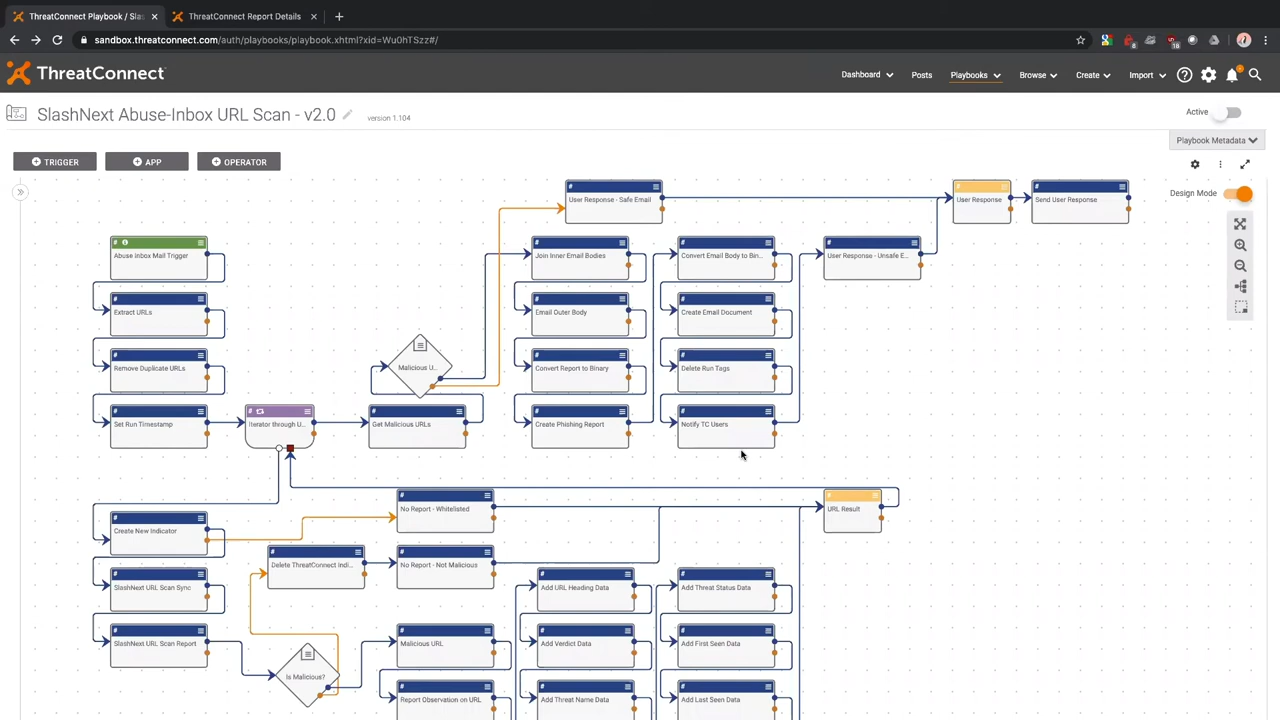 ThreatConnect Playbook / Slas
ThreatConnect Report Details
sandbox.threatconnect.com/auth/playbooks/playbook.xhtml?xid=Wu0hTSzz#/
ThreatConnect
Dashboard
Posts
Playbooks
Browse
Create
Import
SlashNext Abuse-Inbox URL Scan - v2.0
version 1.104
Active
Playbook Metadata
TRIGGER
APP
OPERATOR
Design Mode
User Response - Safe Email
User Response
Send User Response
Abuse Inbox Mail Trigger
Join Inner Email Bodies
Convert Email Body to Bin...
User Response - Unsafe E...
Extract URLs
Email Outer Body
Create Email Document
Remove Duplicate URLs
Malicious U...
Convert Report to Binary
Delete Run Tags
Set Run Timestamp
Iterator through U...
Get Malicious URLs
Create Phishing Report
Notify TC Users
No Report - Whitelisted
URL Result
Create New Indicator
Delete ThreatConnect Indi...
No Report - Not Malicious
SlashNext URL Scan Sync
Add URL Heading Data
Add Threat Status Data
SlashNext URL Scan Report
Is Malicious?
Malicious URL
Add Verdict Data
Add First Seen Data
Report Observation on URL
Add Threat Name Data
Add Last Seen Data